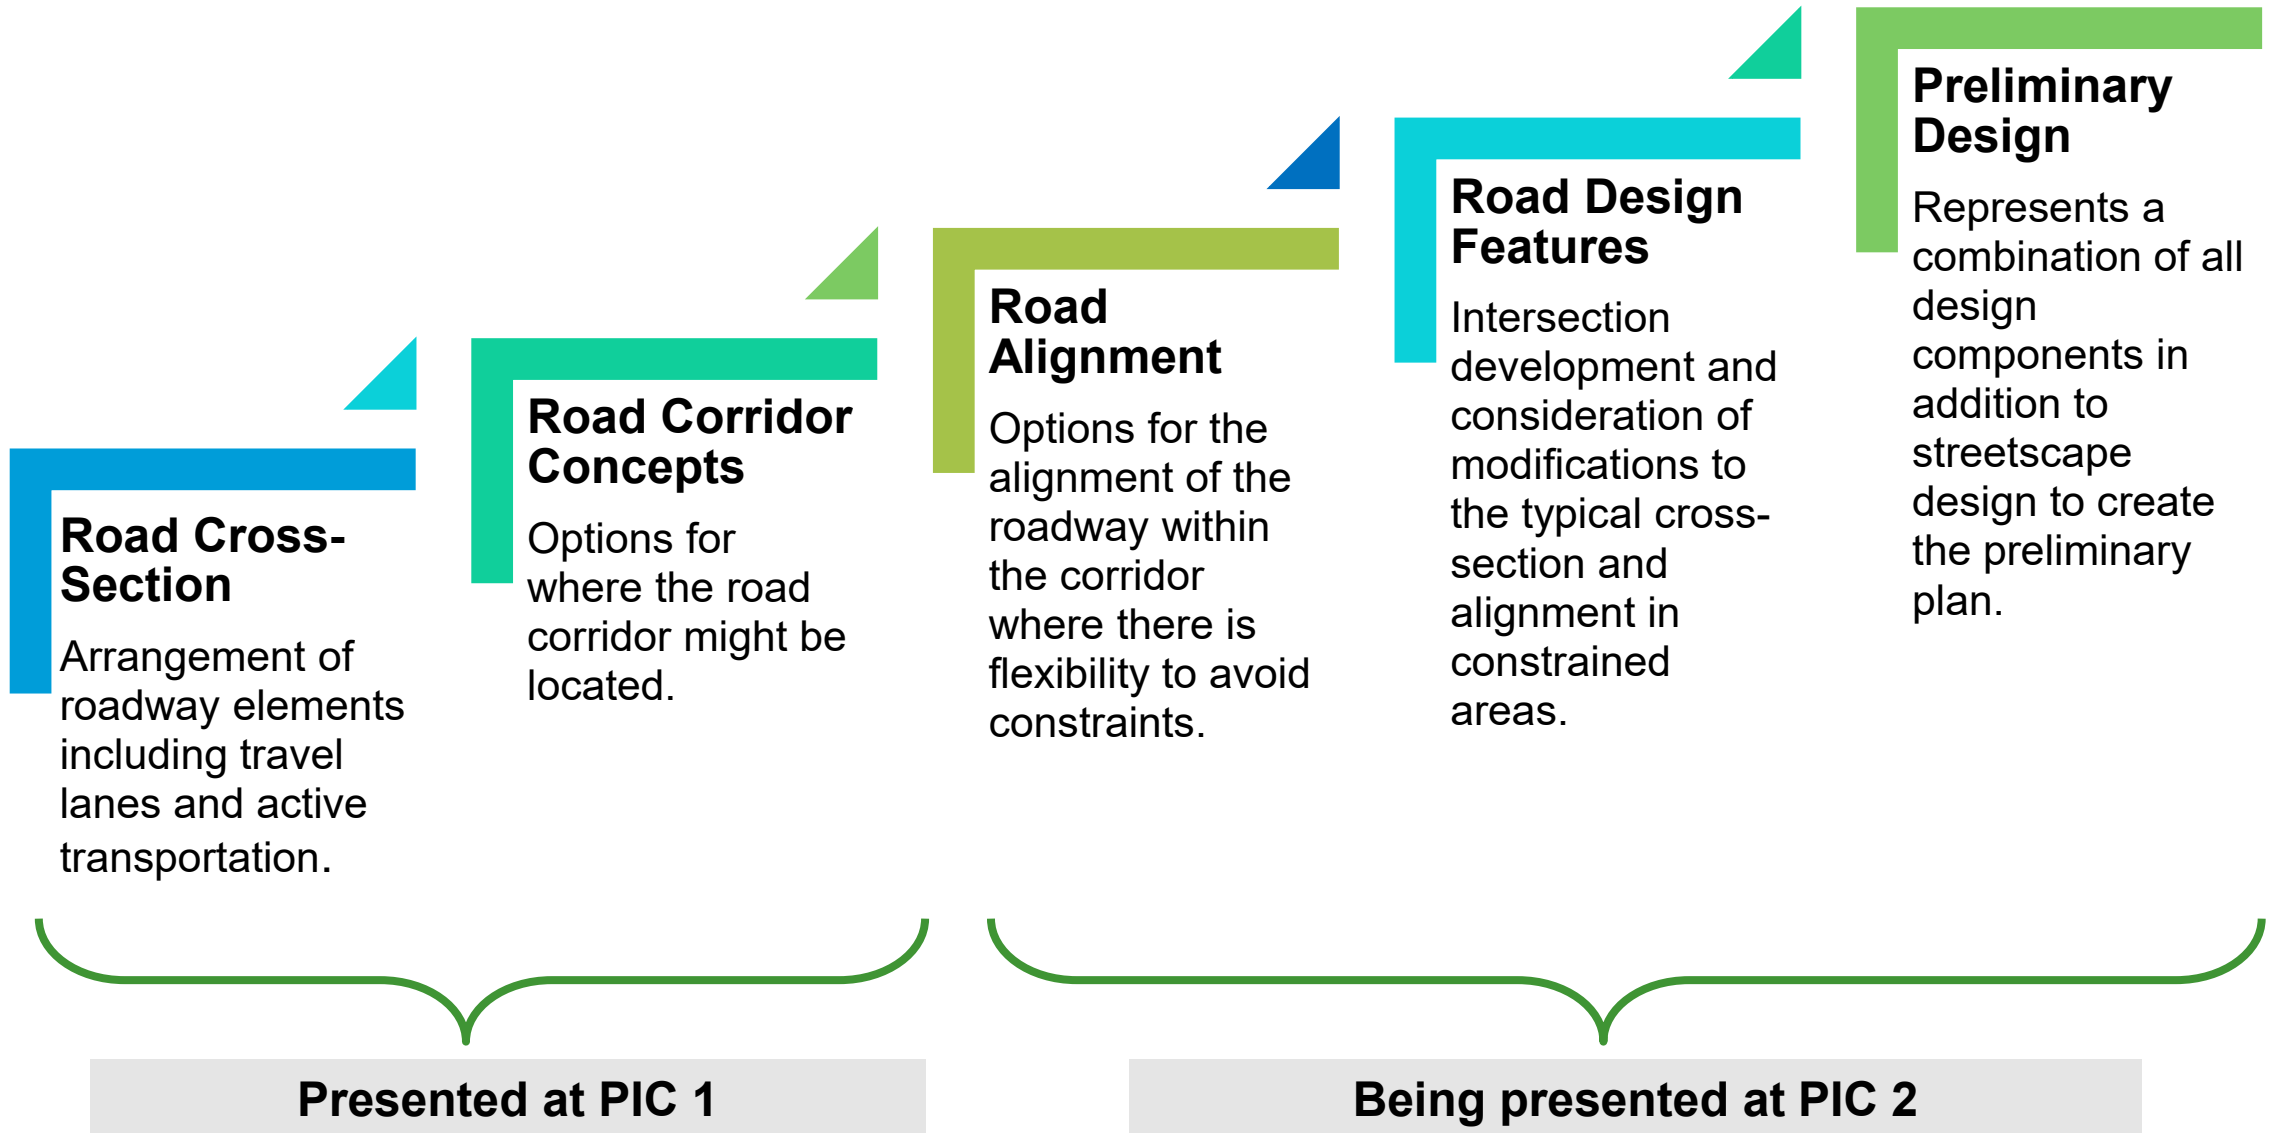 Road Cross-
Section
Arrangement of
roadway elements
including travel
lanes and active
transportation.
Road Corridor
Concepts
Options for
where the road
corridor might be
located.
Road
Alignment
Options for the
alignment of the
roadway within
the corridor
where there is
flexibility to avoid
constraints.
Road Design
Features
Intersection
development and
consideration of
modifications to
the typical cross-
section and
alignment in
constrained
areas.
Preliminary
Design
Represents a
combination of all
design
components in
addition to
streetscape
design to create
the preliminary
plan.
Presented at PIC 1
Being presented at PIC 2